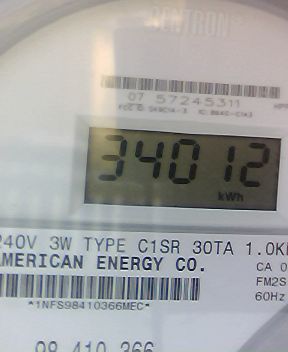 CENTRON®
07 57245311
34012
kWh
240V 3W TYPE C1SR 30TA 1.0K
AMERICAN ENERGY CO.
CA 0
FM2S
60Hz
*1NFS98410366MEC*
98 410 366